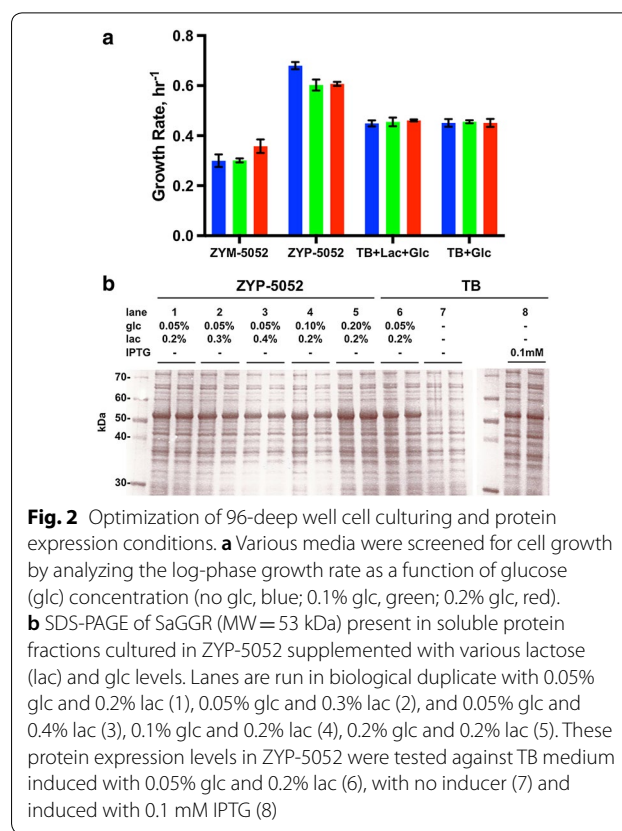 a
0.8
0.6
0.4
0.2
0.0
Growth Rate, hr-1
ZYM-5052 ZYP-5052 TB+Lac+Glc TB+Glc
b
ZYP-5052 TB
lane 1 2 3 4 5 6 7 8
glc 0.05% 0.05% 0.05% 0.10% 0.20% 0.05% - -
lac 0.2% 0.3% 0.4% 0.2% 0.2% 0.2% - -
IPTG - - - - - - - 0.1mM
kDa
70-
60-
50-
40-
30-
Fig. 2 Optimization of 96-deep well cell culturing and protein
expression conditions. a Various media were screened for cell growth
by analyzing the log-phase growth rate as a function of glucose
(glc) concentration (no glc, blue; 0.1% glc, green; 0.2% glc, red).
b SDS-PAGE of SaGGR (MW = 53 kDa) present in soluble protein
fractions cultured in ZYP-5052 supplemented with various lactose
(lac) and glc levels. Lanes are run in biological duplicate with 0.05%
glc and 0.2% lac (1), 0.05% glc and 0.3% lac (2), and 0.05% glc and
0.4% lac (3), 0.1% glc and 0.2% lac (4), 0.2% glc and 0.2% lac (5). These
protein expression levels in ZYP-5052 were tested against TB medium
induced with 0.05% glc and 0.2% lac (6), with no inducer (7) and
induced with 0.1 mM IPTG (8)